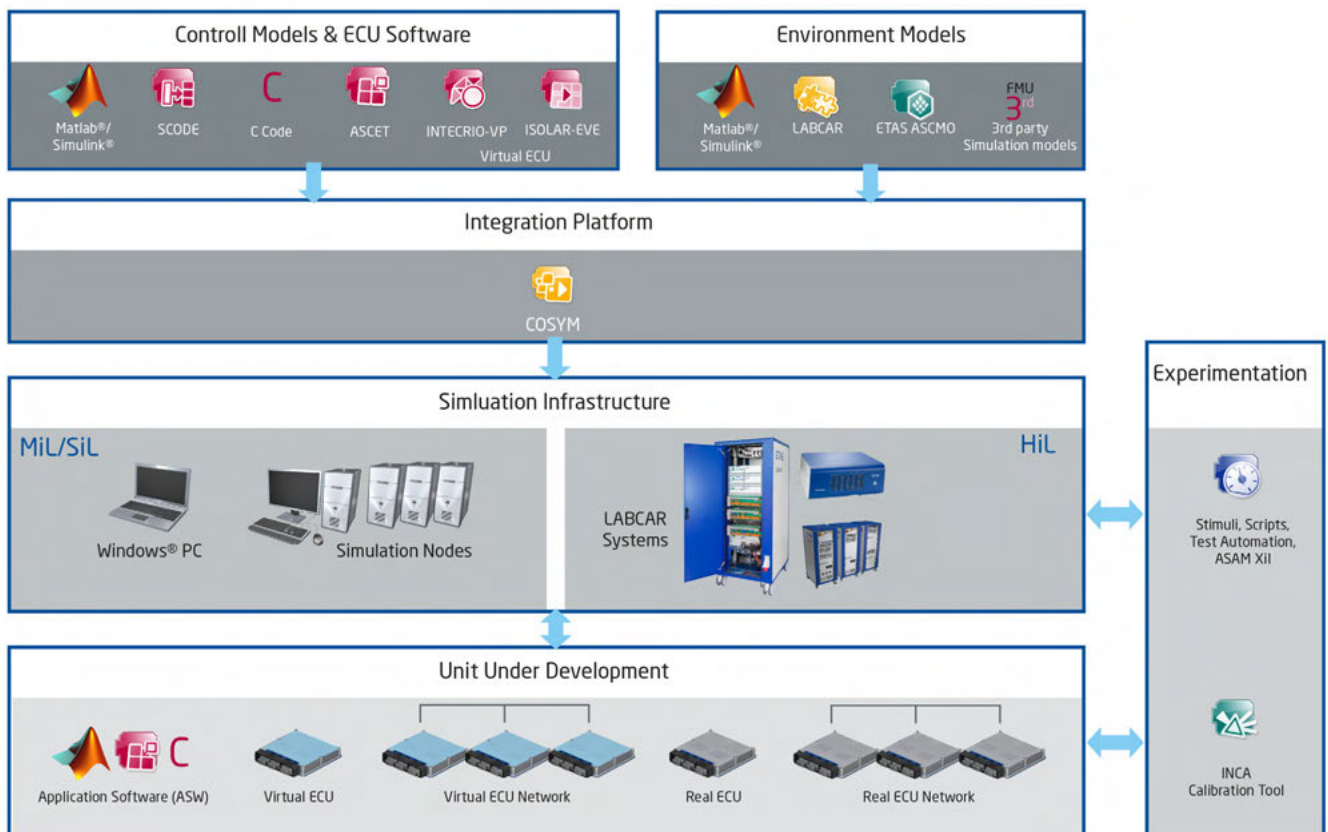 Controll Models & ECU Software
Matlab®/
Simulink®
SCODE
C
C Code
ASCET
INTECRIO-VP
ISOLAR-EVE
Virtual ECU
Environment Models
Matlab®/
Simulink®
LABCAR
ETAS ASCMO
FMU
3rd
3rd party
Simulation models
Integration Platform
COSYM
Simluation Infrastructure
MiL/SiL
Windows® PC
Simulation Nodes
HiL
LABCAR
Systems
Experimentation
Stimuli, Scripts,
Test Automation,
ASAM Xil
INCA
Calibration Tool
Unit Under Development
C
Application Software (ASW)
Virtual ECU
Virtual ECU Network
Real ECU
Real ECU Network